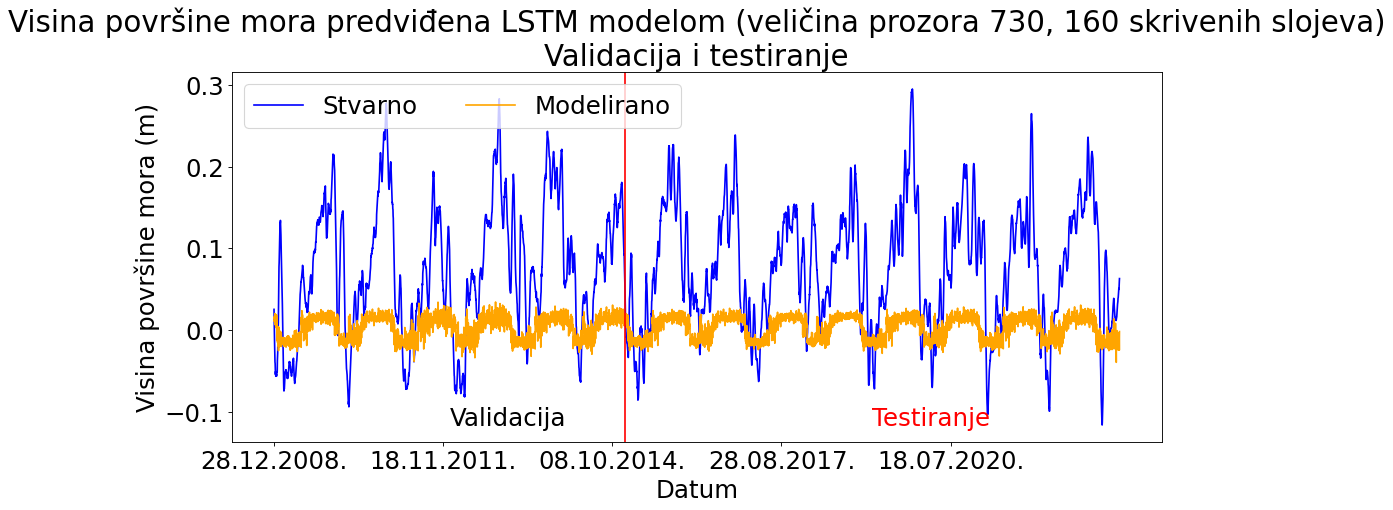 Visina površine mora predviđena LSTM modelom (veličina prozora 730, 160 skrivenih slojeva)
Validacija i testiranje
Stvarno
Modelirano
Visina površine mora (m)
0.3
0.2
0.1
0.0
−0.1
Validacija
Testiranje
28.12.2008.
18.11.2011.
08.10.2014.
28.08.2017.
18.07.2020.
Datum